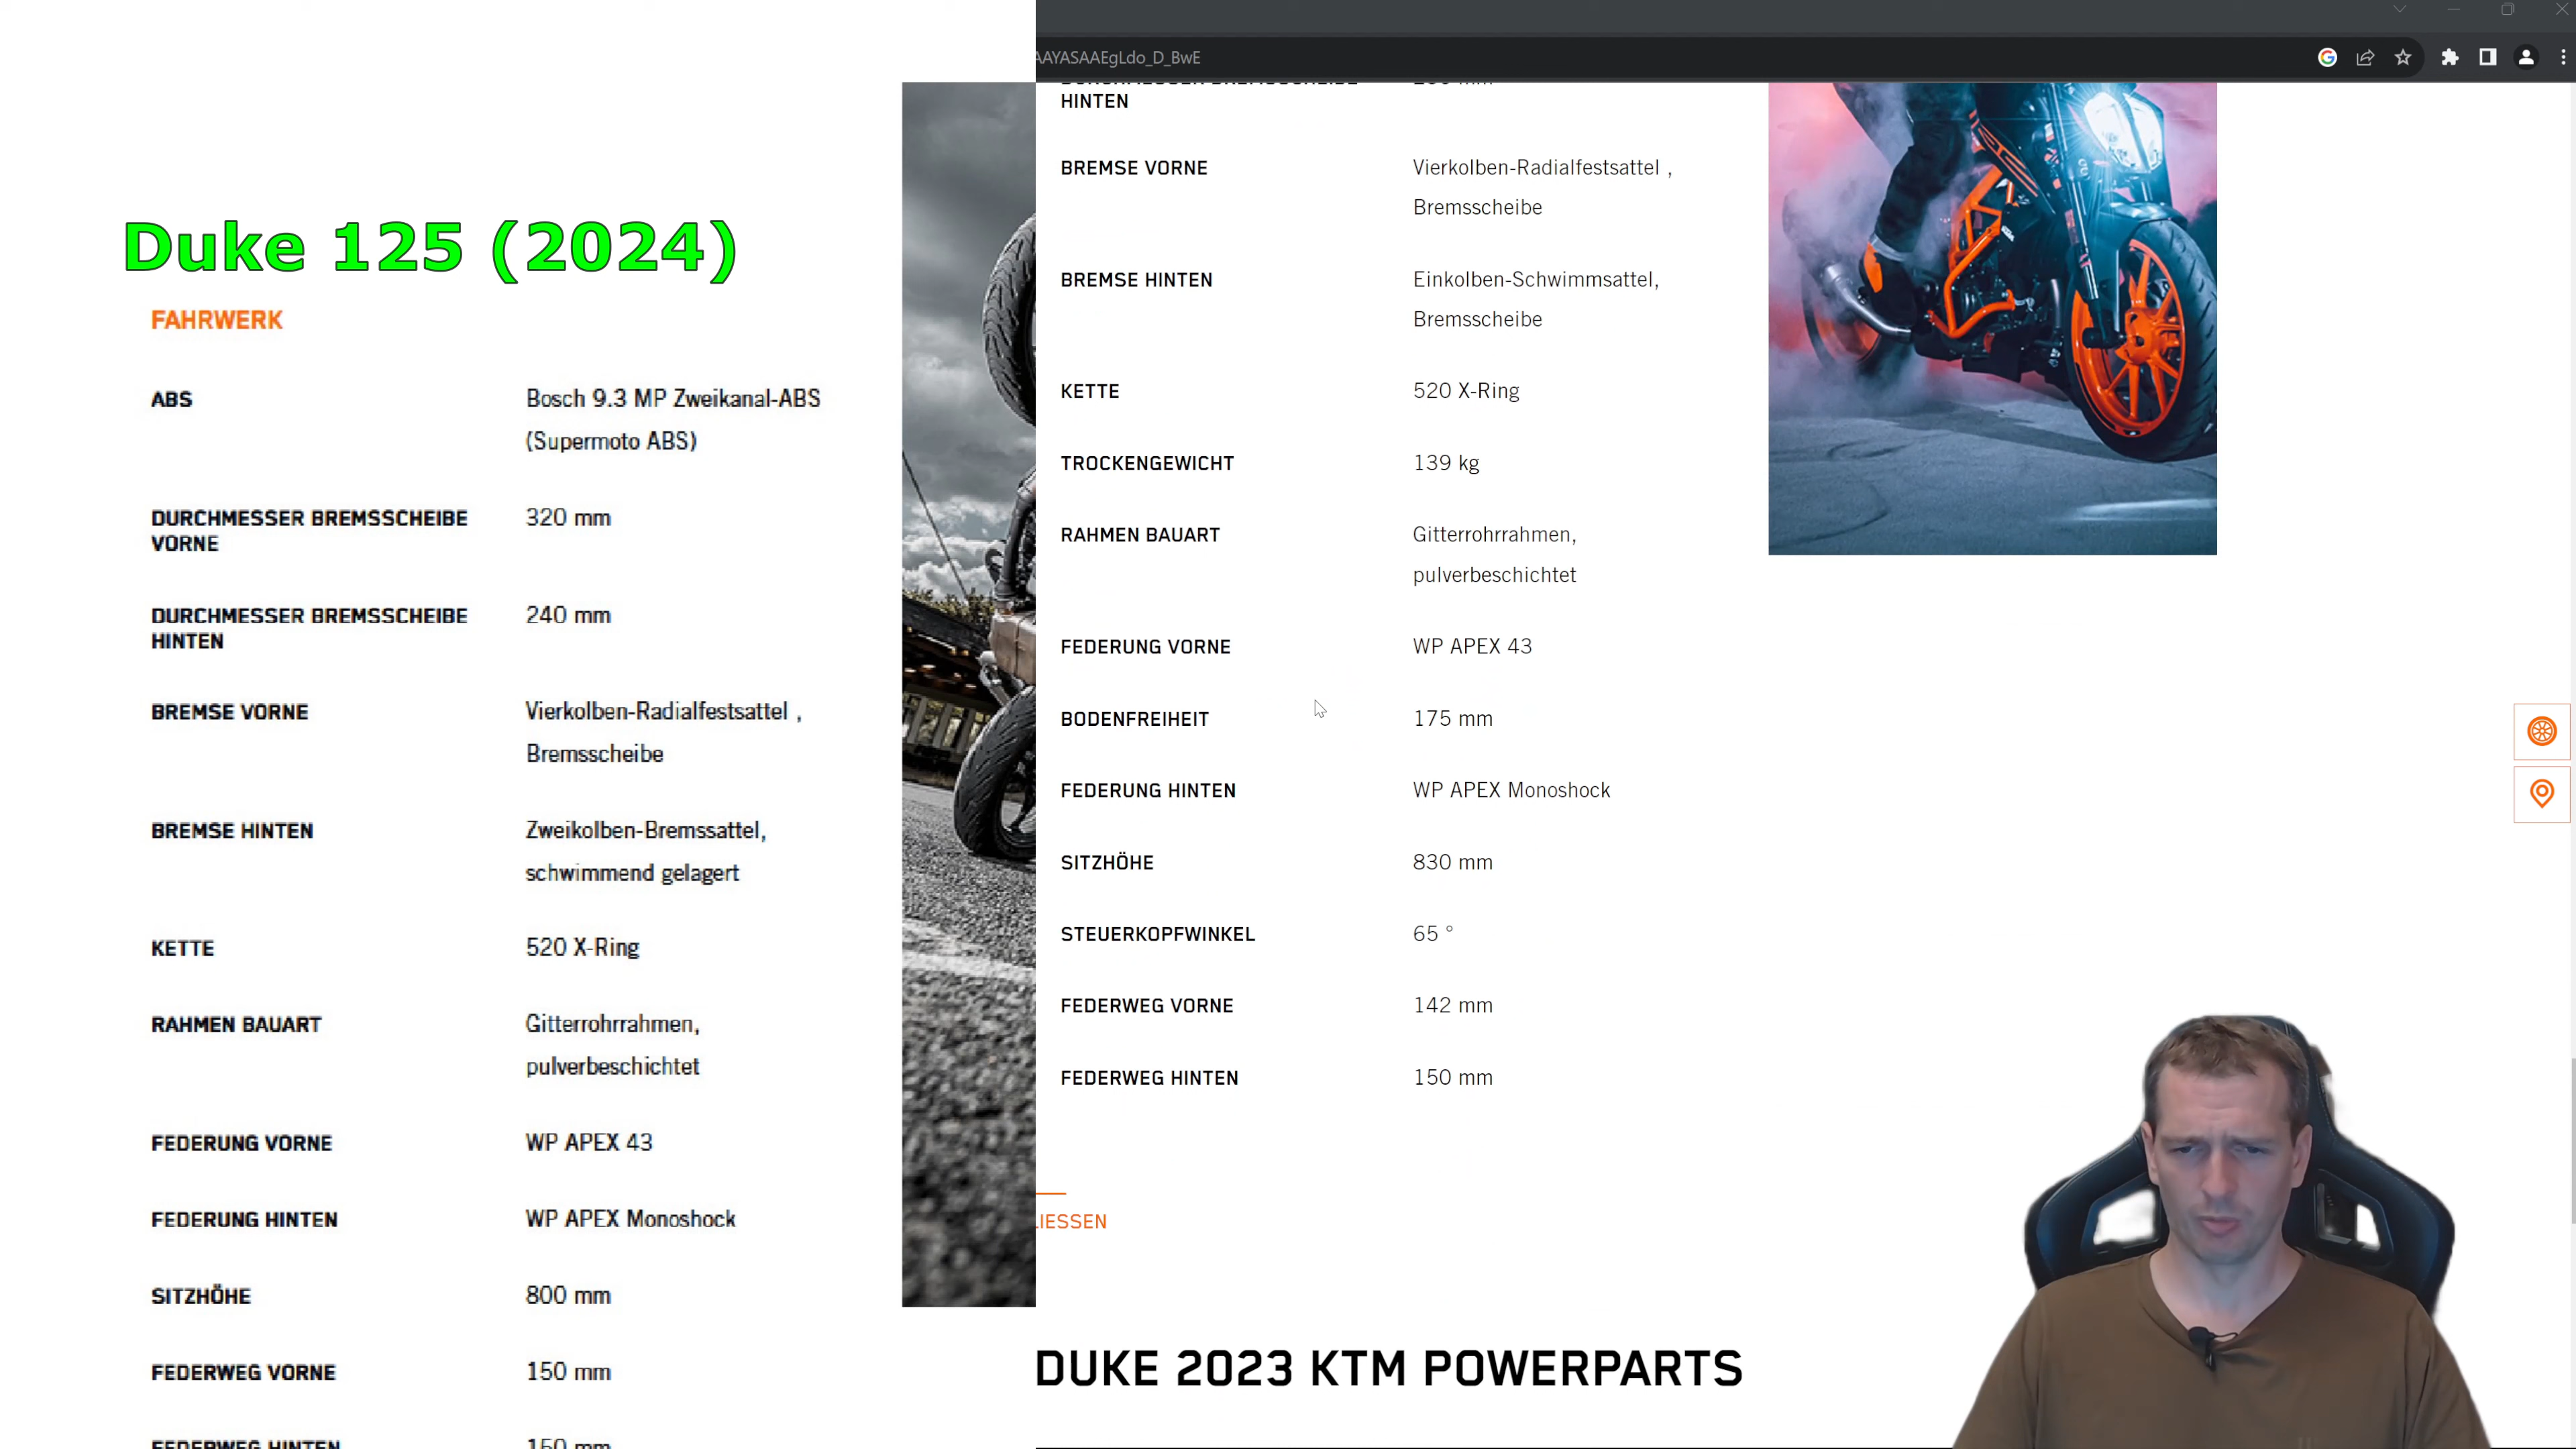 Duke 125 (2024)
FAHRWERK
ABS Bosch 9.3 MP Zweikanal-ABS
(Supermoto ABS)
DURCHMESSER BREMSSCHEIBE 320 mm
VORNE
DURCHMESSER BREMSSCHEIBE 240 mm
HINTEN
BREMSE VORNE Vierkolben-Radialfestsattel ,
Bremsscheibe
BREMSE HINTEN Zweikolben-Bremssattel,
schwimmend gelagert
KETTE 520 X-Ring
RAHMEN BAUART Gitterrohrrahmen,
pulverbeschichtet
FEDERUNG VORNE WP APEX 43
FEDERUNG HINTEN WP APEX Monoshock
SITZHÖHE 800 mm
FEDERWEG VORNE 150 mm
FEDERWEG HINTEN 150 mm
AAYASAAEgLdo_D_BwE
HINTEN
BREMSE VORNE Vierkolben-Radialfestsattel ,
Bremsscheibe
BREMSE HINTEN Einkolben-Schwimmsattel,
Bremsscheibe
KETTE 520 X-Ring
TROCKENGEWICHT 139 kg
RAHMEN BAUART Gitterrohrrahmen,
pulverbeschichtet
FEDERUNG VORNE WP APEX 43
BODENFREIHEIT 175 mm
FEDERUNG HINTEN WP APEX Monoshock
SITZHÖHE 830 mm
STEUERKOPFWINKEL 65 °
FEDERWEG VORNE 142 mm
FEDERWEG HINTEN 150 mm
LIESSEN
DUKE 2023 KTM POWERPARTS